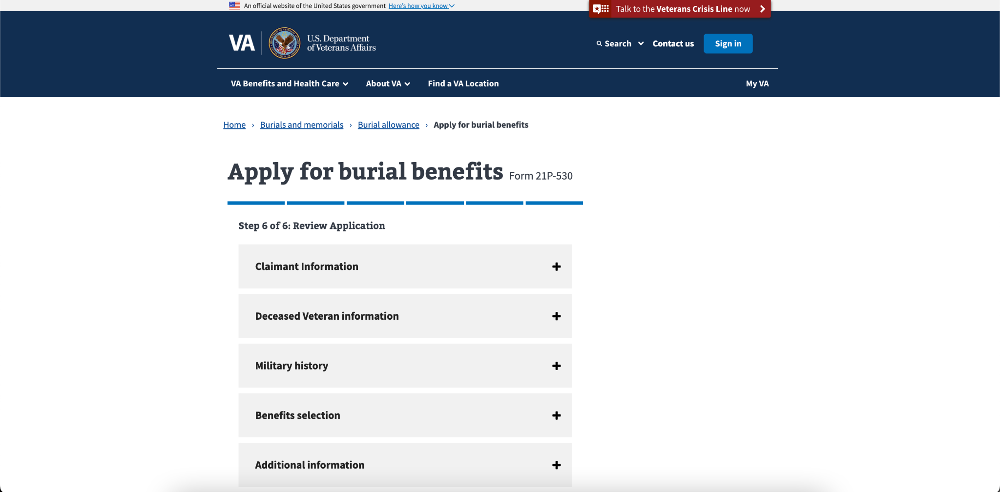 An official website of the United States government Here's how you know
Talk to the Veterans Crisis Line now
VA
U.S. Department
of Veterans Affairs
Search
Contact us
Sign in
VA Benefits and Health Care
About VA
Find a VA Location
My VA
Home › Burials and memorials › Burial allowance › Apply for burial benefits
Apply for burial benefits Form 21P-530
Step 6 of 6: Review Application
Claimant Information
Deceased Veteran information
Military history
Benefits selection
Additional information